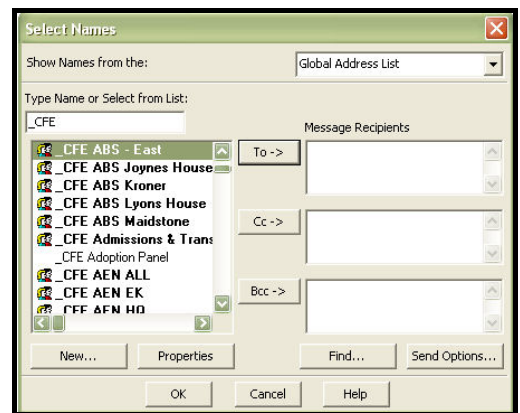 Select Names
Show Names from the:
Global Address List
Type Name or Select from List:
_CFE
Message Recipients
_CFE ABS - East
_CFE ABS Joynes House
_CFE ABS Kroner
_CFE ABS Lyons House
_CFE ABS Maidstone
_CFE Admissions & Trans
_CFE Adoption Panel
_CFE AEN ALL
_CFE AEN EK
_CFE AEN HQ
To ->
Cc ->
Bcc ->
New...
Properties
Find...
Send Options...
OK
Cancel
Help